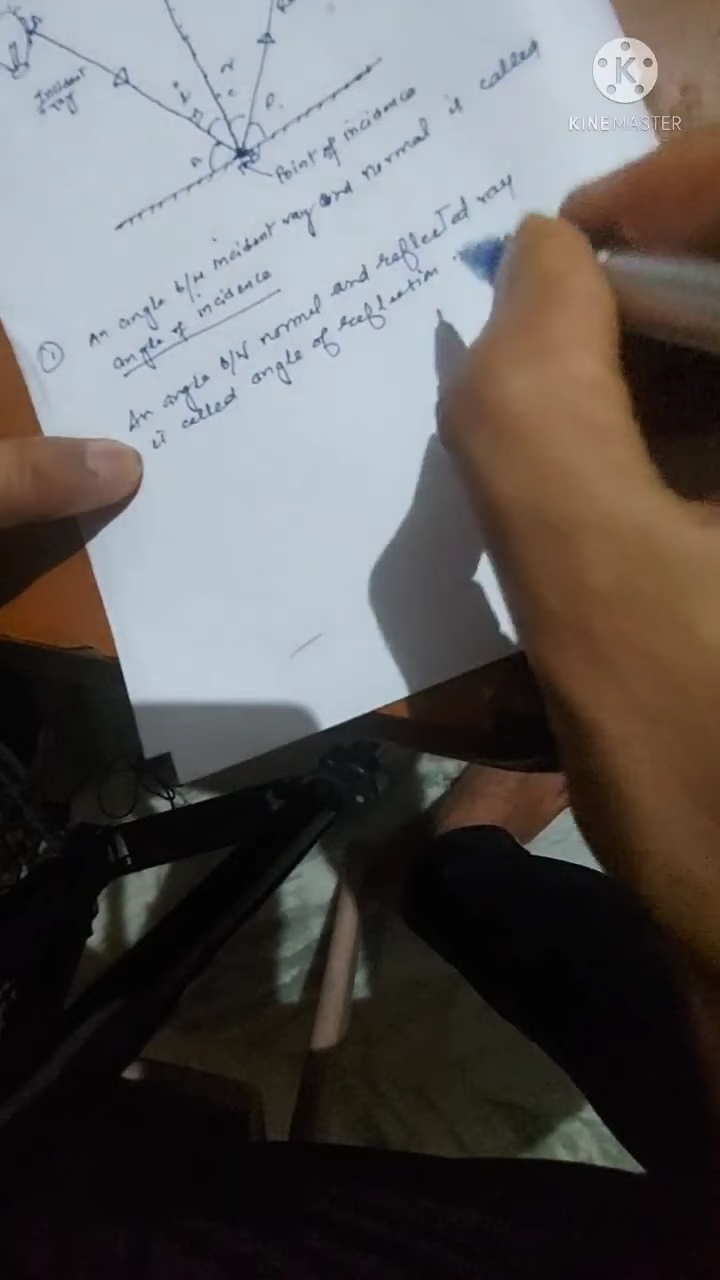 Incident
ray
i
r
Point of incidence
① An angle b/w incident ray and normal is called
angle of incidence
An angle b/w normal and reflected ray
is called angle of reflection
K
KINEMASTER